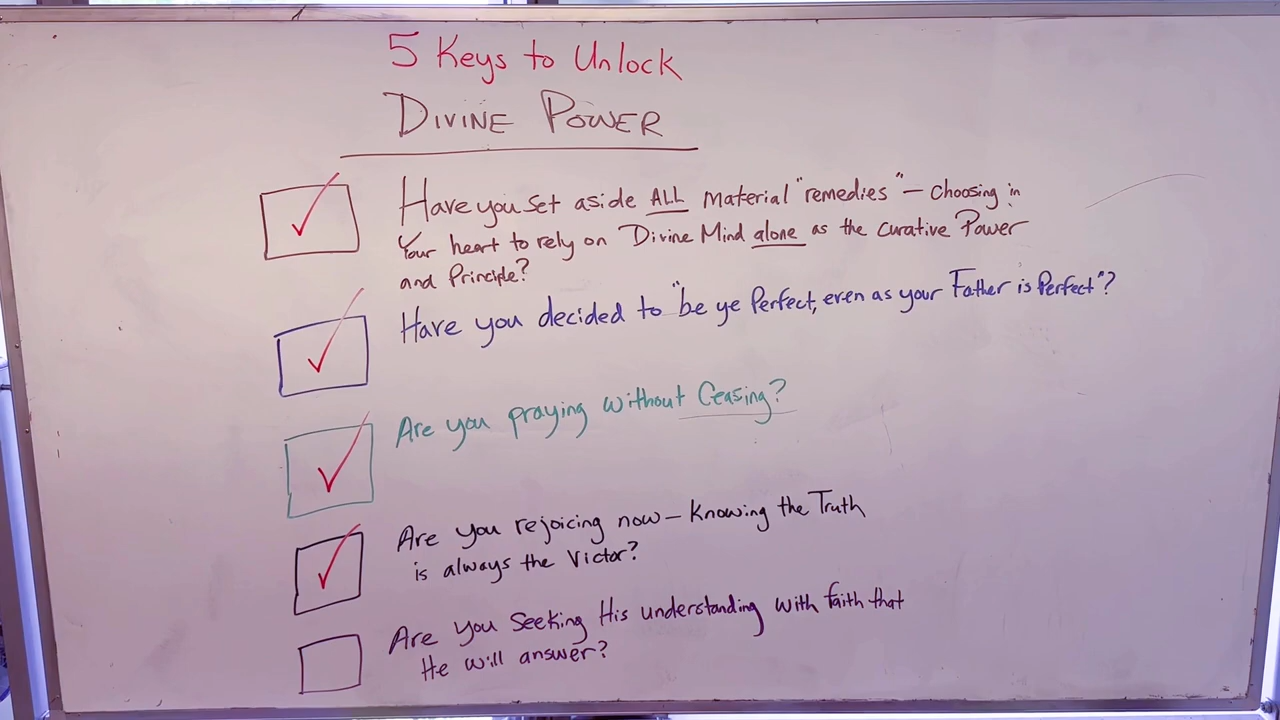 5 Keys to Unlock
DIVINE POWER
Have you set aside ALL Material "remedies" – Choosing in
Your heart to rely on Divine Mind alone as the Curative Power
and Principle?
Have you decided to "be ye Perfect, even as your Father is Perfect"?
Are you praying without Ceasing?
Are you rejoicing now – Knowing the Truth
is always the Victor?
Are you Seeking His understanding with faith that
He will answer?